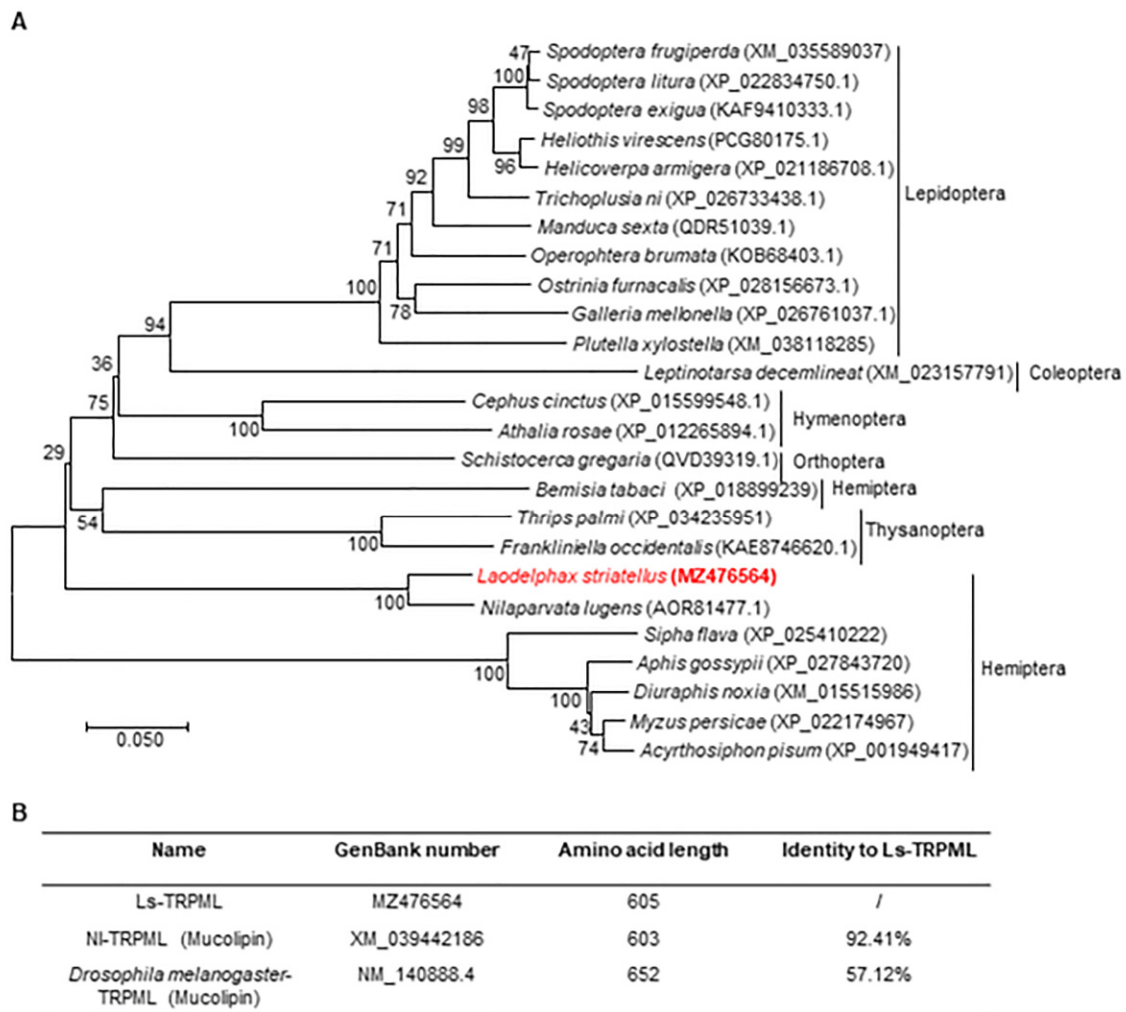 A
47
Spodoptera frugiperda (XM_035589037)
100
Spodoptera litura (XP_022834750.1)
98
Spodoptera exigua (KAF9410333.1)
99
Heliothis virescens (PCG80175.1)
96
Helicoverpa armigera (XP_021186708.1)
92
Trichoplusia ni (XP_026733438.1)
Lepidoptera
71
Manduca sexta (QDR51039.1)
71
Operophtera brumata (KOB68403.1)
100
Ostrinia furnacalis (XP_028156673.1)
78
Galleria mellonella (XP_026761037.1)
94
Plutella xylostella (XM_038118285)
36
Leptinotarsa decemlineat (XM_023157791)
Coleoptera
75
Cephus cinctus (XP_015599548.1)
100
Athalia rosae (XP_012265894.1)
Hymenoptera
29
Schistocerca gregaria (QVD39319.1)
Orthoptera
Bemisia tabaci (XP_018899239)
Hemiptera
54
Thrips palmi (XP_034235951)
100
Frankliniella occidentalis (KAE8746620.1)
Thysanoptera
Laodelphax striatellus (MZ476564)
100
Nilaparvata lugens (AOR81477.1)
Sipha flava (XP_025410222)
100
Aphis gossypii (XP_027843720)
Hemiptera
100
Diuraphis noxia (XM_015515986)
43
Myzus persicae (XP_022174967)
74
Acyrthosiphon pisum (XP_001949417)
0.050
B
Name GenBank number Amino acid length Identity to Ls-TRPML
Ls-TRPML MZ476564 605 /
Nl-TRPML (Mucolipin) XM_039442186 603 92.41%
Drosophila melanogaster- NM_140888.4 652 57.12%
TRPML (Mucolipin)